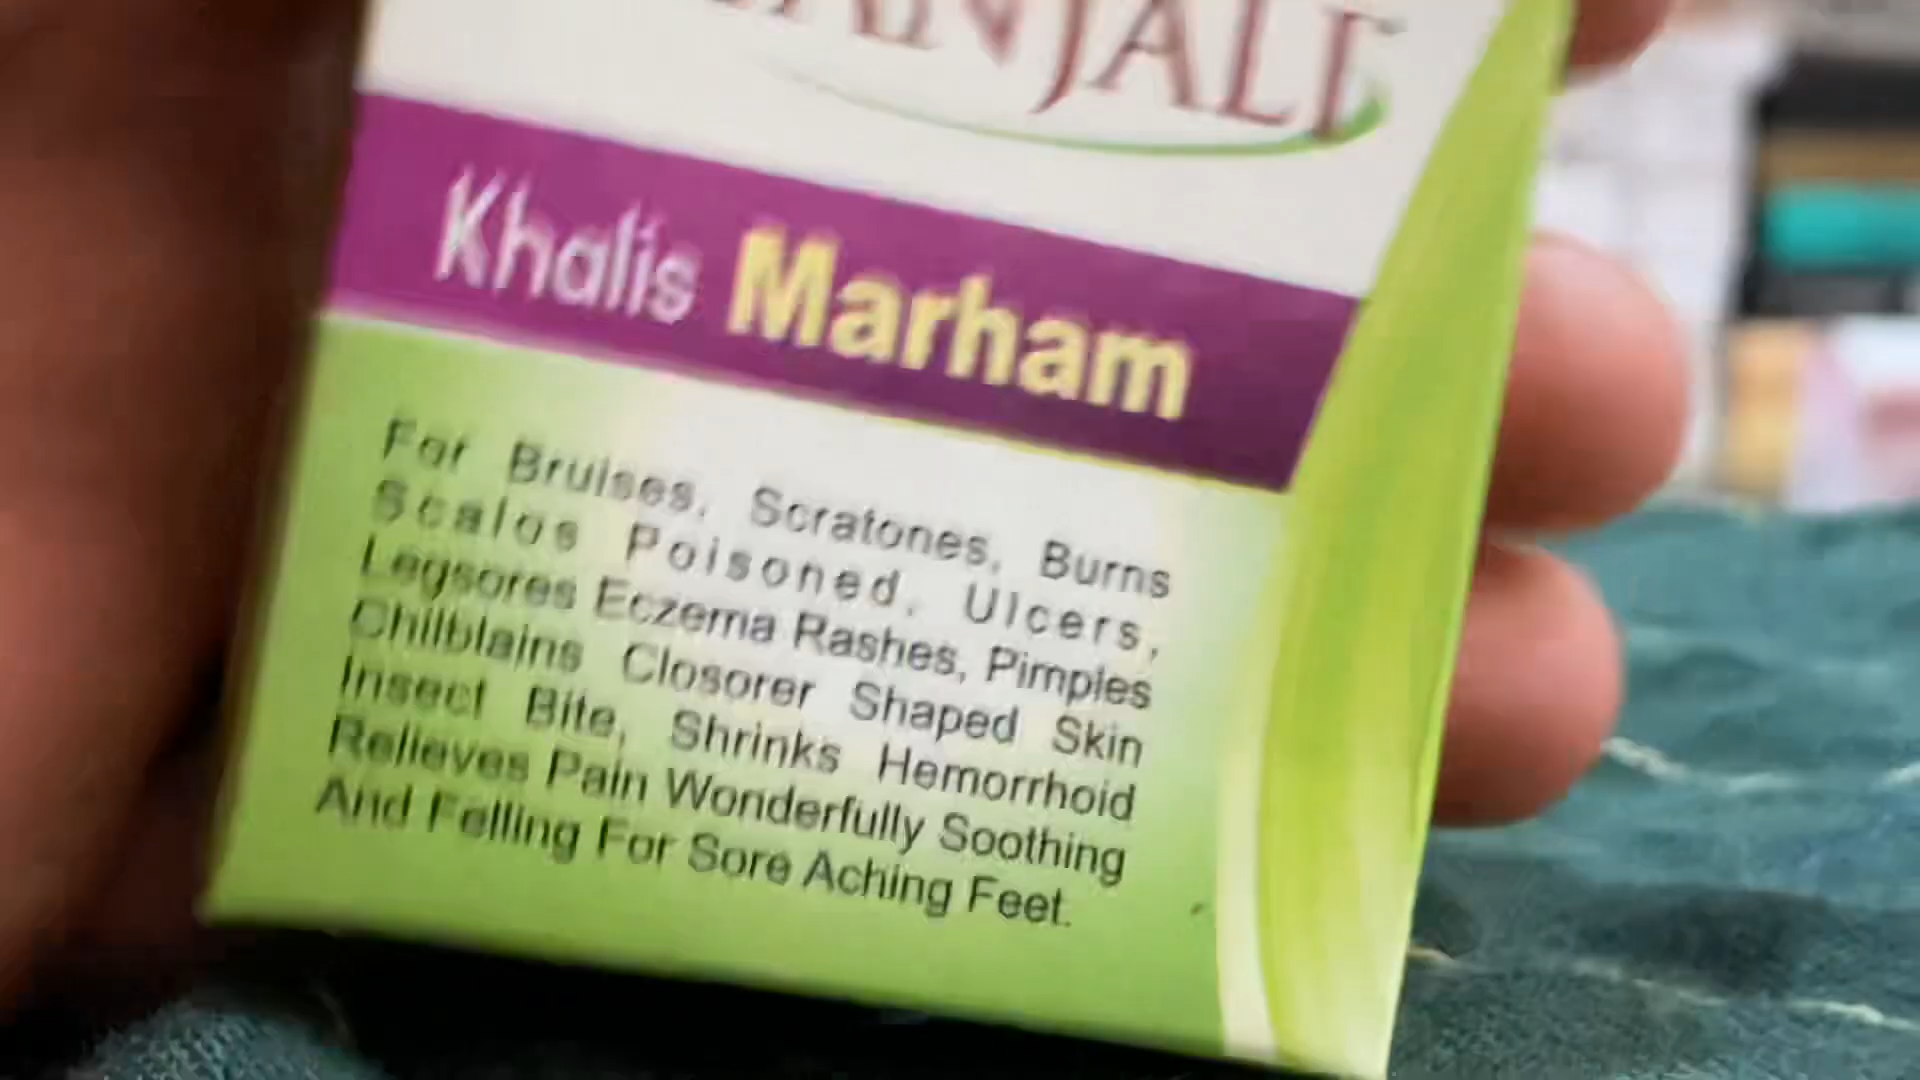 ANJALI
Khalis Marham
For Bruises, Scratones, Burns
Scalos Poisoned, Ulcers,
Legsores Eczema Rashes, Pimples
Chilblains Closorer Shaped Skin
Insect Bite, Shrinks Hemorrhoid
Relieves Pain Wonderfully Soothing
And Felling For Sore Aching Feet.